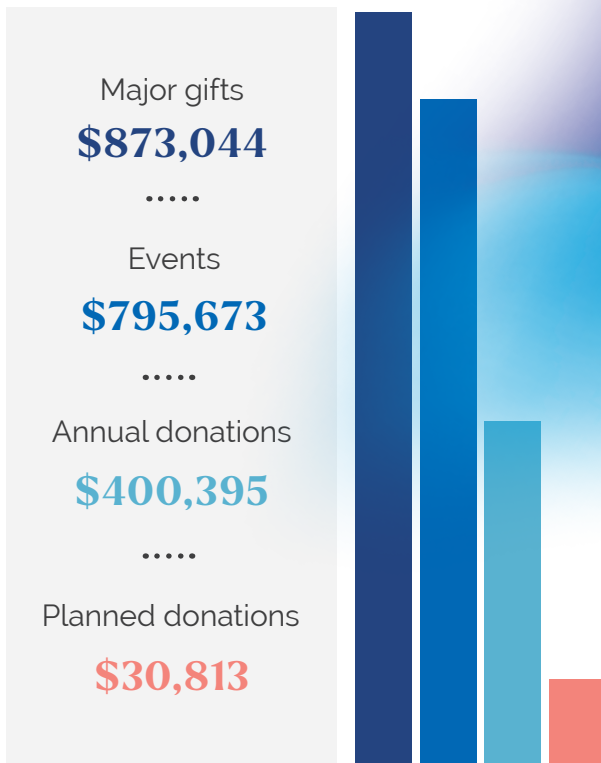 Major gifts
$873,044
.....
Events
$795,673
.....
Annual donations
$400,395
.....
Planned donations
$30,813